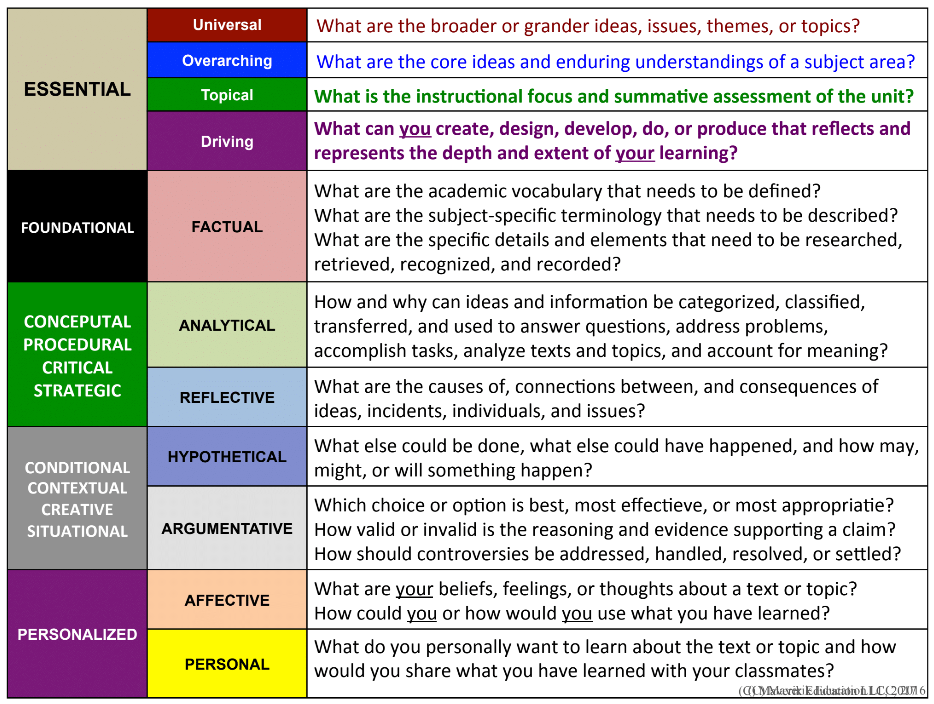 ESSENTIAL
Universal
What are the broader or grander ideas, issues, themes, or topics?
Overarching
What are the core ideas and enduring understandings of a subject area?
Topical
What is the instructional focus and summative assessment of the unit?
Driving
What can you create, design, develop, do, or produce that reflects and
represents the depth and extent of your learning?
FOUNDATIONAL
FACTUAL
What are the academic vocabulary that needs to be defined?
What are the subject-specific terminology that needs to be described?
What are the specific details and elements that need to be researched,
retrieved, recognized, and recorded?
CONCEPUTAL
PROCEDURAL
CRITICAL
STRATEGIC
ANALYTICAL
How and why can ideas and information be categorized, classified,
transferred, and used to answer questions, address problems,
accomplish tasks, analyze texts and topics, and account for meaning?
REFLECTIVE
What are the causes of, connections between, and consequences of
ideas, incidents, individuals, and issues?
CONDITIONAL
CONTEXTUAL
CREATIVE
SITUATIONAL
HYPOTHETICAL
What else could be done, what else could have happened, and how may,
might, or will something happen?
ARGUMENTATIVE
Which choice or option is best, most effectieve, or most appropriatie?
How valid or invalid is the reasoning and evidence supporting a claim?
How should controversies be addressed, handled, resolved, or settled?
PERSONALIZED
AFFECTIVE
What are your beliefs, feelings, or thoughts about a text or topic?
How could you or how would you use what you have learned?
PERSONAL
What do you personally want to learn about the text or topic and how
would you share what you have learned with your classmates?